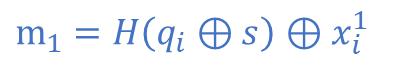 m₁ = H(qᵢ ⊕ s) ⊕ xᵢ¹